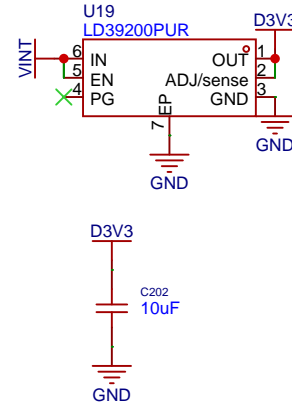 U19
LD39200PUR
D3V3
VINT
6 IN OUT 1
5 EN ADJ/sense 2
4 PG GND 3
EP
7
GND
GND
D3V3
C202
10uF
GND